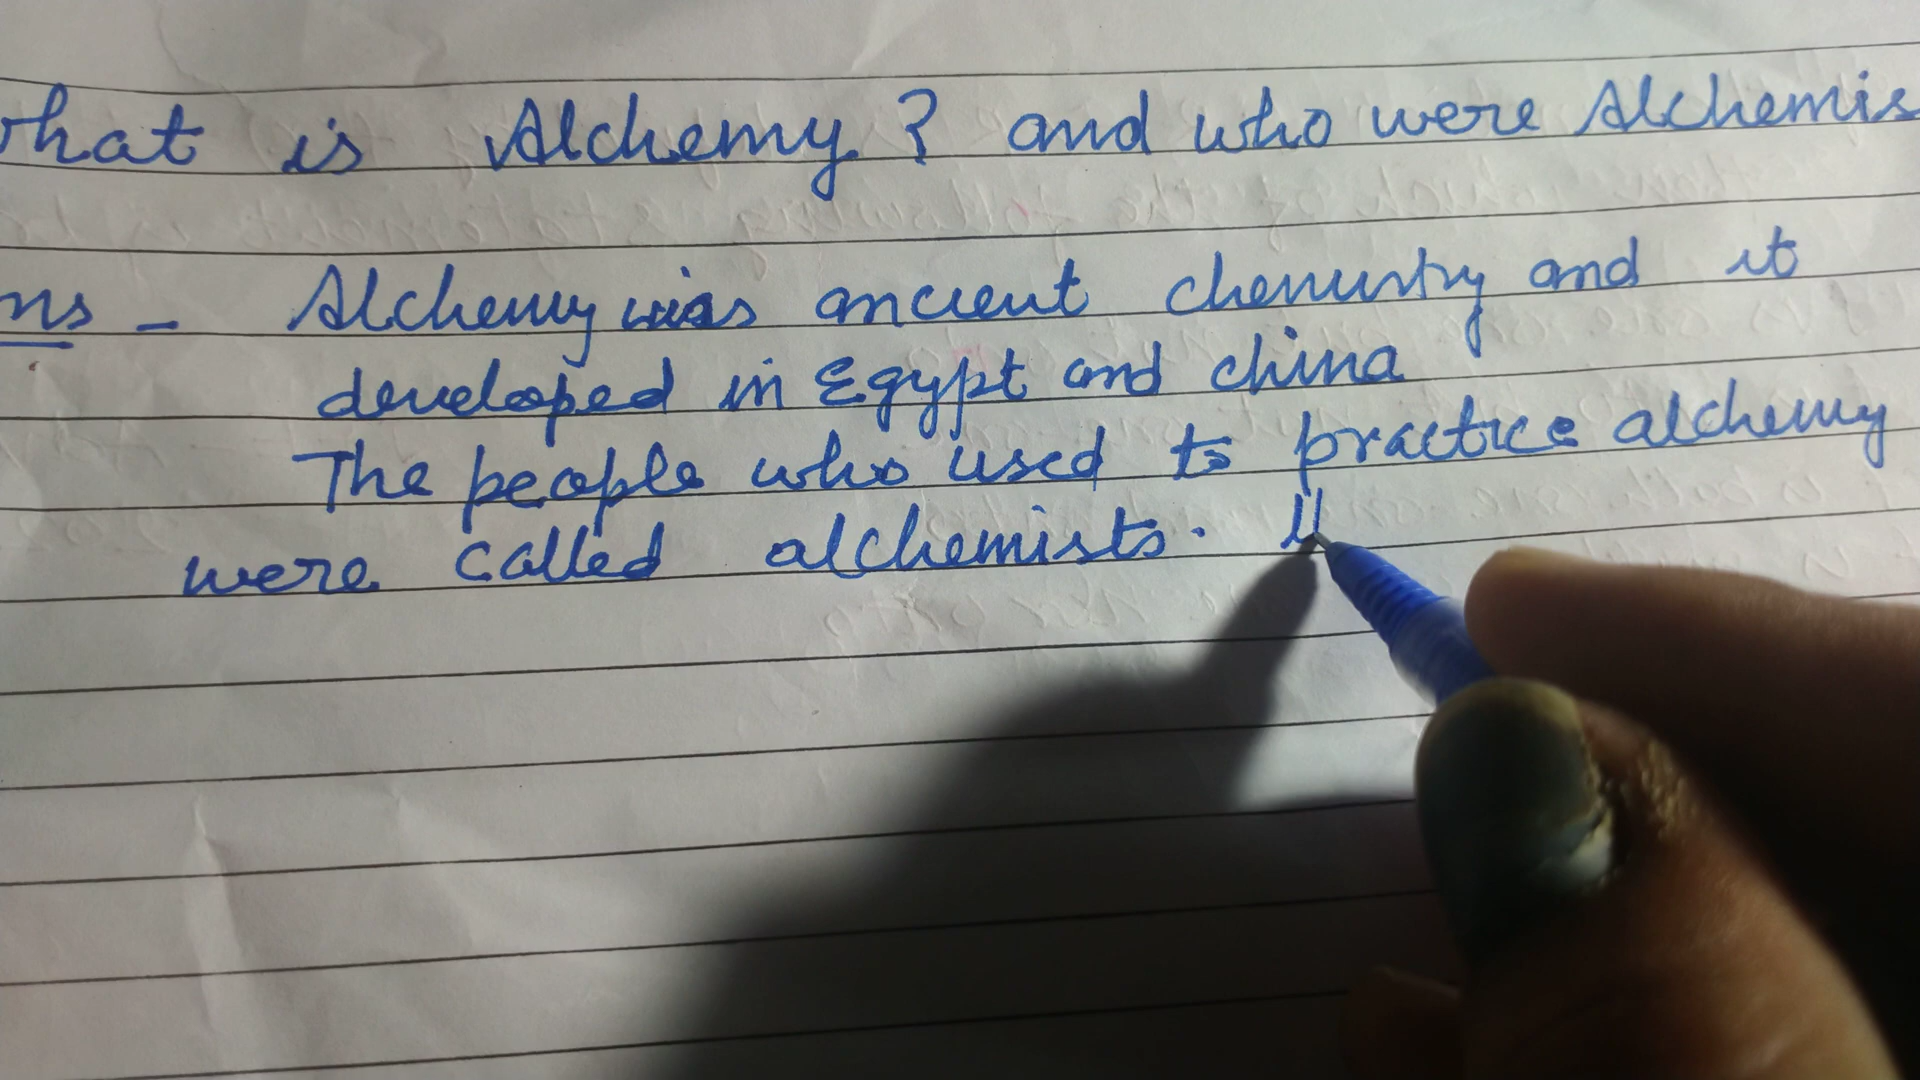 hat is Alchemy? and who were Alchemis
ns - Alchemy was ancient chemistry and it
developed in Egypt and china
The people who used to practice alchemy
were called alchemists.